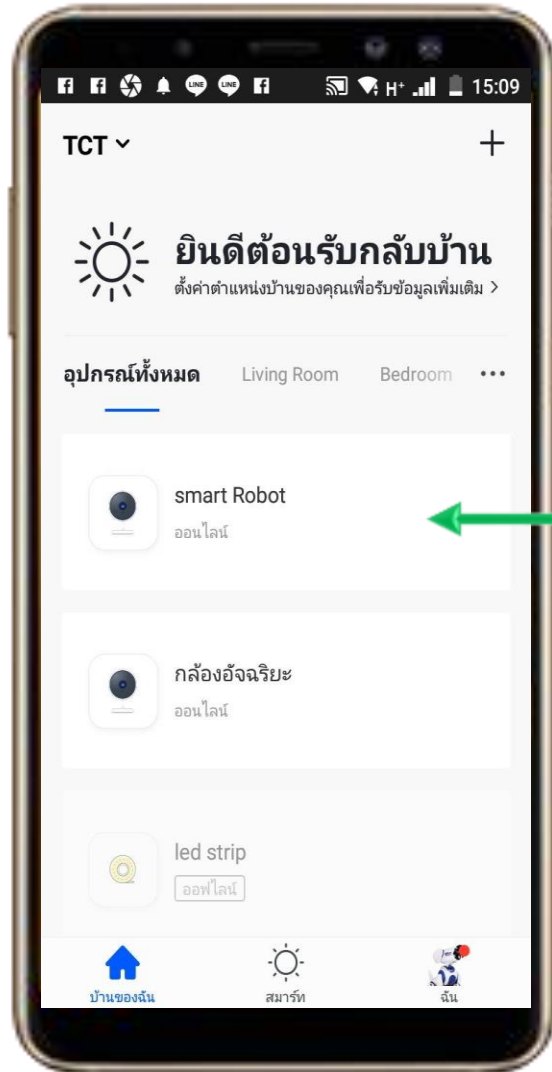 H+ 15:09
TCT
ยินดีต้อนรับกลับบ้าน
ตั้งค่าตำแหน่งบ้านของคุณเพื่อรับข้อมูลเพิ่มเติม >
อุปกรณ์ทั้งหมด Living Room Bedroom ...
smart Robot
ออนไลน์
กล้องอัจฉริยะ
ออนไลน์
led strip
ออฟไลน์
บ้านของฉัน สมาร์ท ฉัน